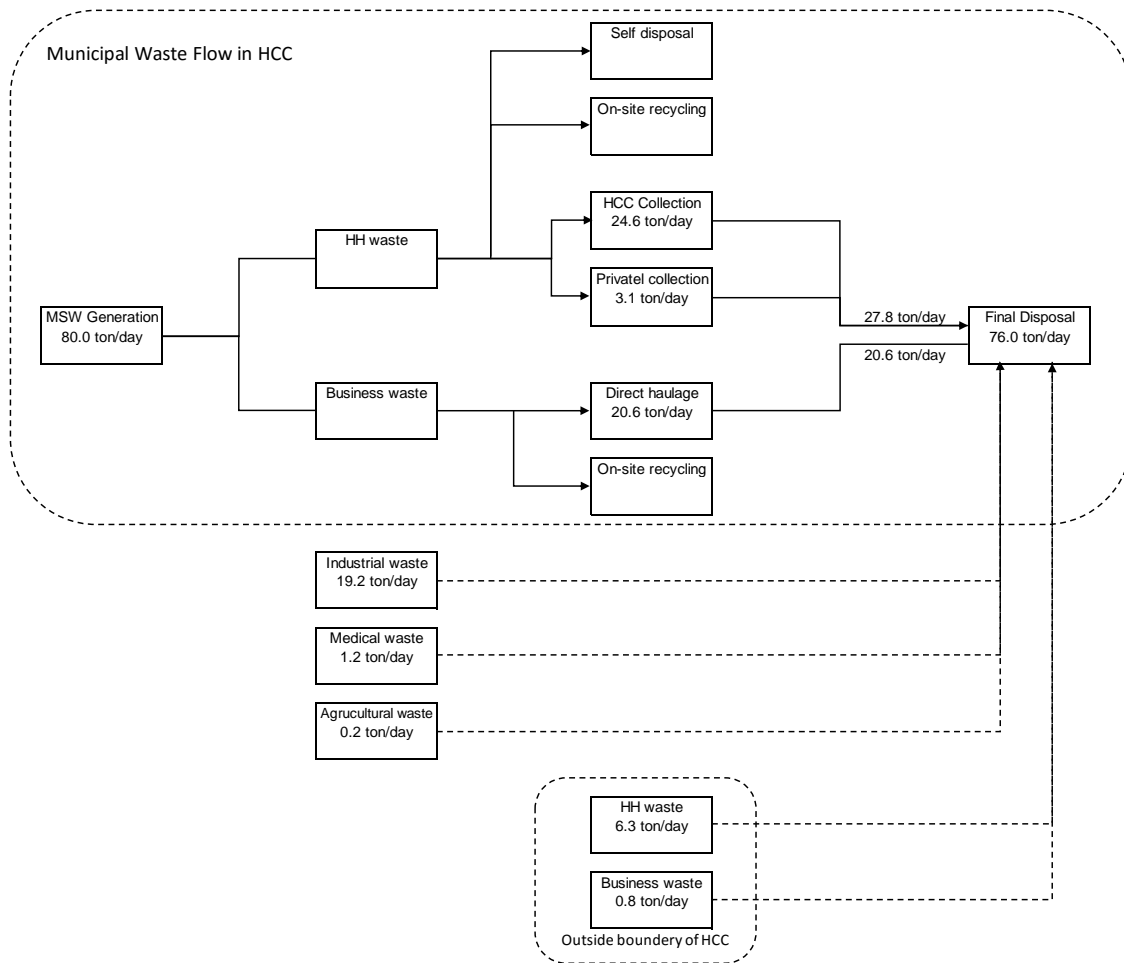 Municipal Waste Flow in HCC
Self disposal
On-site recycling
HCC Collection
24.6 ton/day
HH waste
Privatel collection
3.1 ton/day
MSW Generation
80.0 ton/day
27.8 ton/day
Final Disposal
76.0 ton/day
20.6 ton/day
Business waste
Direct haulage
20.6 ton/day
On-site recycling
Industrial waste
19.2 ton/day
Medical waste
1.2 ton/day
Agrucultural waste
0.2 ton/day
HH waste
6.3 ton/day
Business waste
0.8 ton/day
Outside boundery of HCC